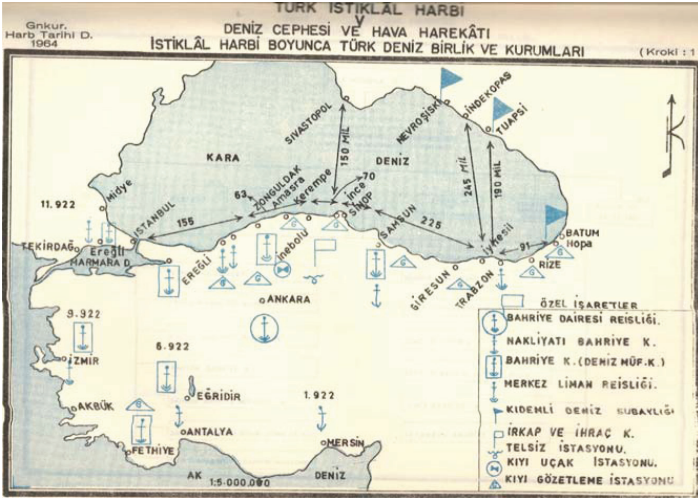 TÜRK İSTİKLÂL HARBİ
V
Gnkur.
Harb Tarihi D.
1964
DENİZ CEPHESİ VE HAVA HAREKÂTI
İSTİKLÂL HARBİ BOYUNCA TÜRK DENİZ BİRLİK VE KURUMLARI
(Kroki : 1
SIVASTOPOL
NEVROŞİSKİ
İNDEKOPAS
TUAPSİ
KARA
DENİZ
150 MİL
245 MİL
190 MİL
70
63
ZONGULDAK
Amasra
Kerempe
İnce
SİNOP
11.922
Midye
İSTANBUL
155
SAMSUN
225
İynesil
91
BATUM
Hopa
TEKİRDAĞ
Ereğli
MARMARA D.
EREĞLİ
İnebolu
GİRESUN
TRABZON
RİZE
ANKARA
9.922
İZMİR
6.922
AKBÜK
EĞRİDİR
1.922
ANTALYA
FETHİYE
MERSİN
AK
DENİZ
1:5.000.000
ÖZEL İŞARETLER
BAHRİYE DAİRESİ REİSLİĞİ.
NAKLİYATI BAHRİYE K.
BAHRİYE K. (DENİZ MÜF.K.)
MERKEZ LİMAN REİSLİĞİ.
KIDEMLİ DENİZ SUBAYLIĞI
İRKAP VE İHRAÇ K.
TELSİZ İSTASYONU.
KIYI UÇAK İSTASYONU.
KIYI GÖZETLEME İSTASYONU